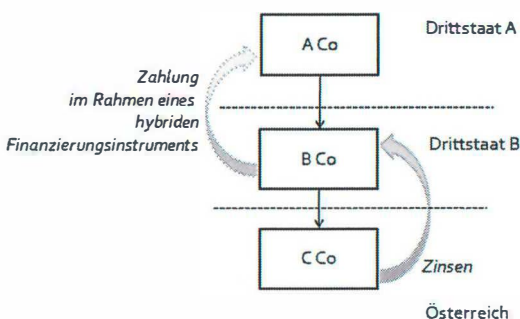 Drittstaat A
A Co
Zahlung
im Rahmen eines
hybriden
Finanzierungsinstruments
Drittstaat B
B Co
C Co
Zinsen
Österreich